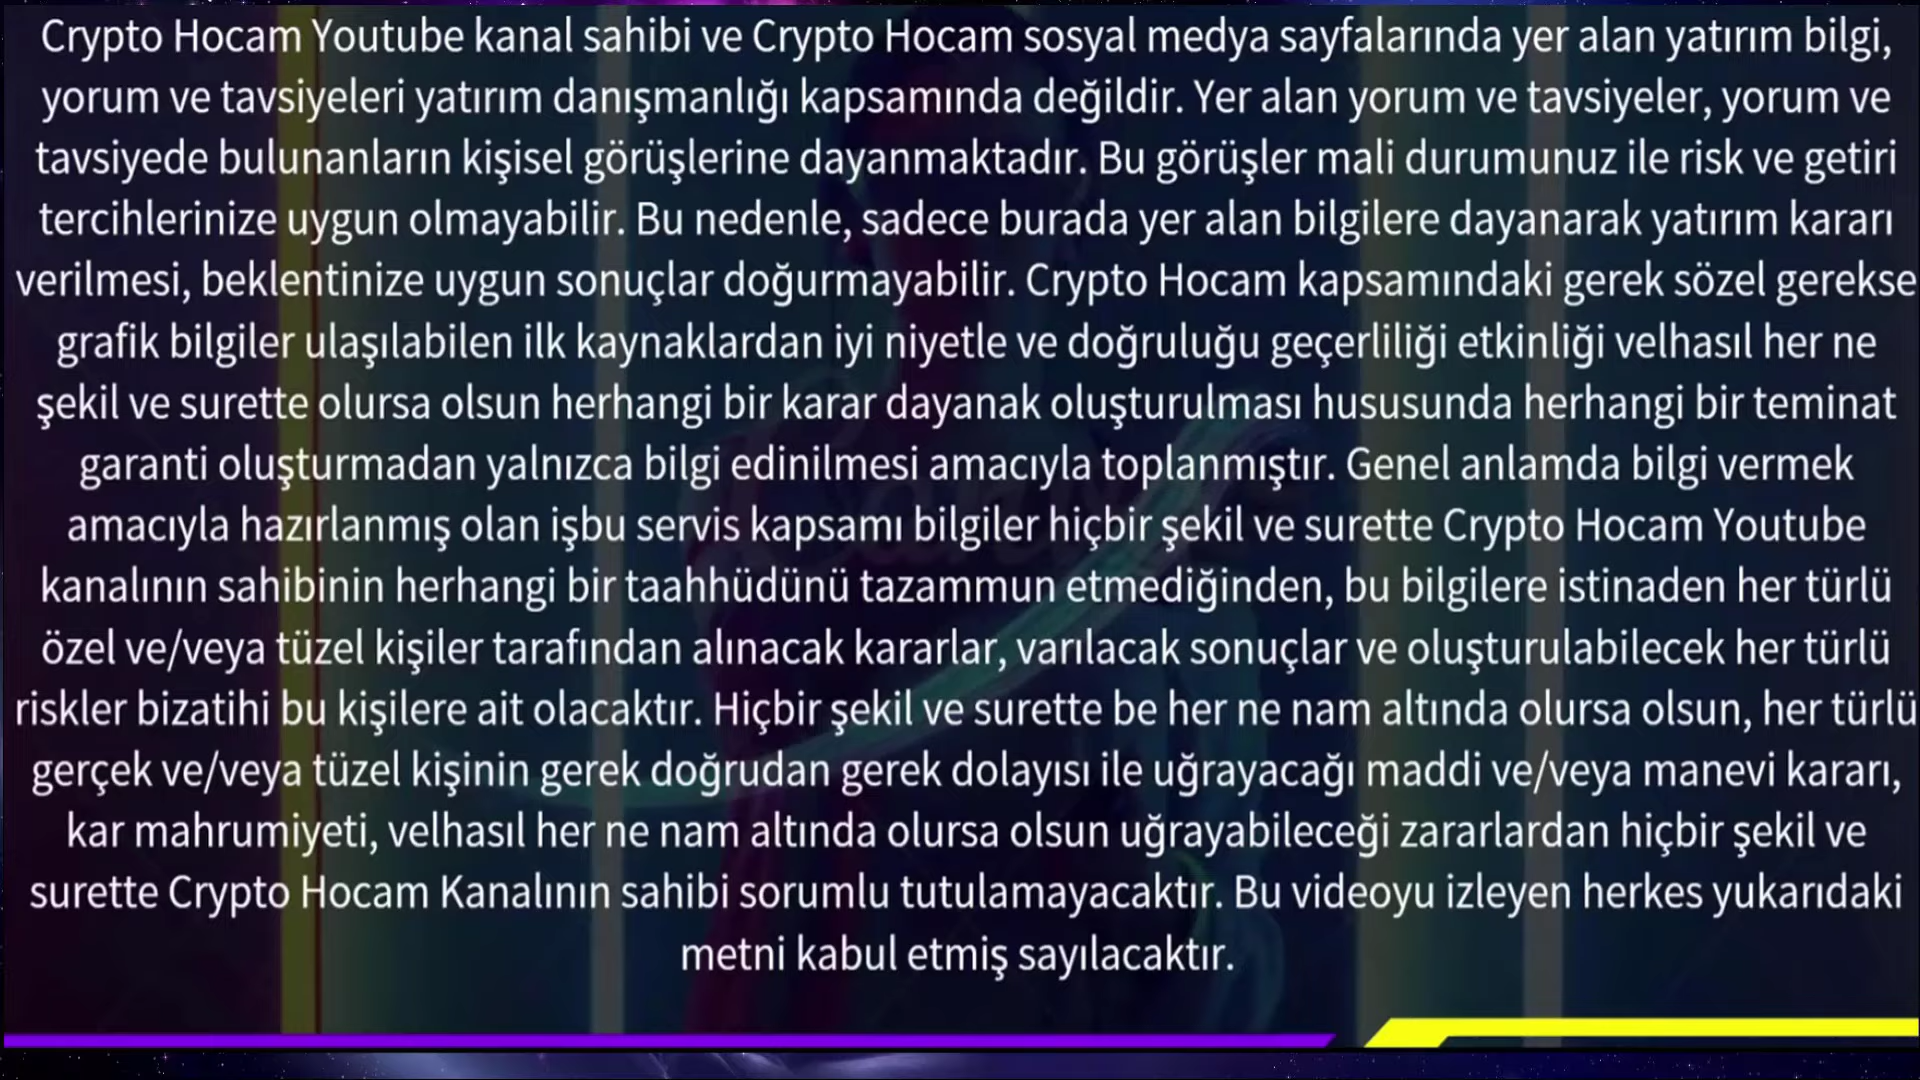 Crypto Hocam Youtube kanal sahibi ve Crypto Hocam sosyal medya sayfalarında yer alan yatırım bilgi,
yorum ve tavsiyeleri yatırım danışmanlığı kapsamında değildir. Yer alan yorum ve tavsiyeler, yorum ve
tavsiyede bulunanların kişisel görüşlerine dayanmaktadır. Bu görüşler mali durumunuz ile risk ve getiri
tercihlerinize uygun olmayabilir. Bu nedenle, sadece burada yer alan bilgilere dayanarak yatırım kararı
verilmesi, beklentinize uygun sonuçlar doğurmayabilir. Crypto Hocam kapsamındaki gerek sözel gerekse
grafik bilgiler ulaşılabilen ilk kaynaklardan iyi niyetle ve doğruluğu geçerliliği etkinliği velhasıl her ne
şekil ve surette olursa olsun herhangi bir karar dayanak oluşturulması hususunda herhangi bir teminat
garanti oluşturmadan yalnızca bilgi edinilmesi amacıyla toplanmıştır. Genel anlamda bilgi vermek
amacıyla hazırlanmış olan işbu servis kapsamı bilgiler hiçbir şekil ve surette Crypto Hocam Youtube
kanalının sahibinin herhangi bir taahhüdünü tazammun etmediğinden, bu bilgilere istinaden her türlü
özel ve/veya tüzel kişiler tarafından alınacak kararlar, varılacak sonuçlar ve oluşturulabilecek her türlü
riskler bizatihi bu kişilere ait olacaktır. Hiçbir şekil ve surette be her ne nam altında olursa olsun, her türlü
gerçek ve/veya tüzel kişinin gerek doğrudan gerek dolayısı ile uğrayacağı maddi ve/veya manevi kararı,
kar mahrumiyeti, velhasıl her ne nam altında olursa olsun uğrayabileceği zararlardan hiçbir şekil ve
surette Crypto Hocam Kanalının sahibi sorumlu tutulamayacaktır. Bu videoyu izleyen herkes yukarıdaki
metni kabul etmiş sayılacaktır.